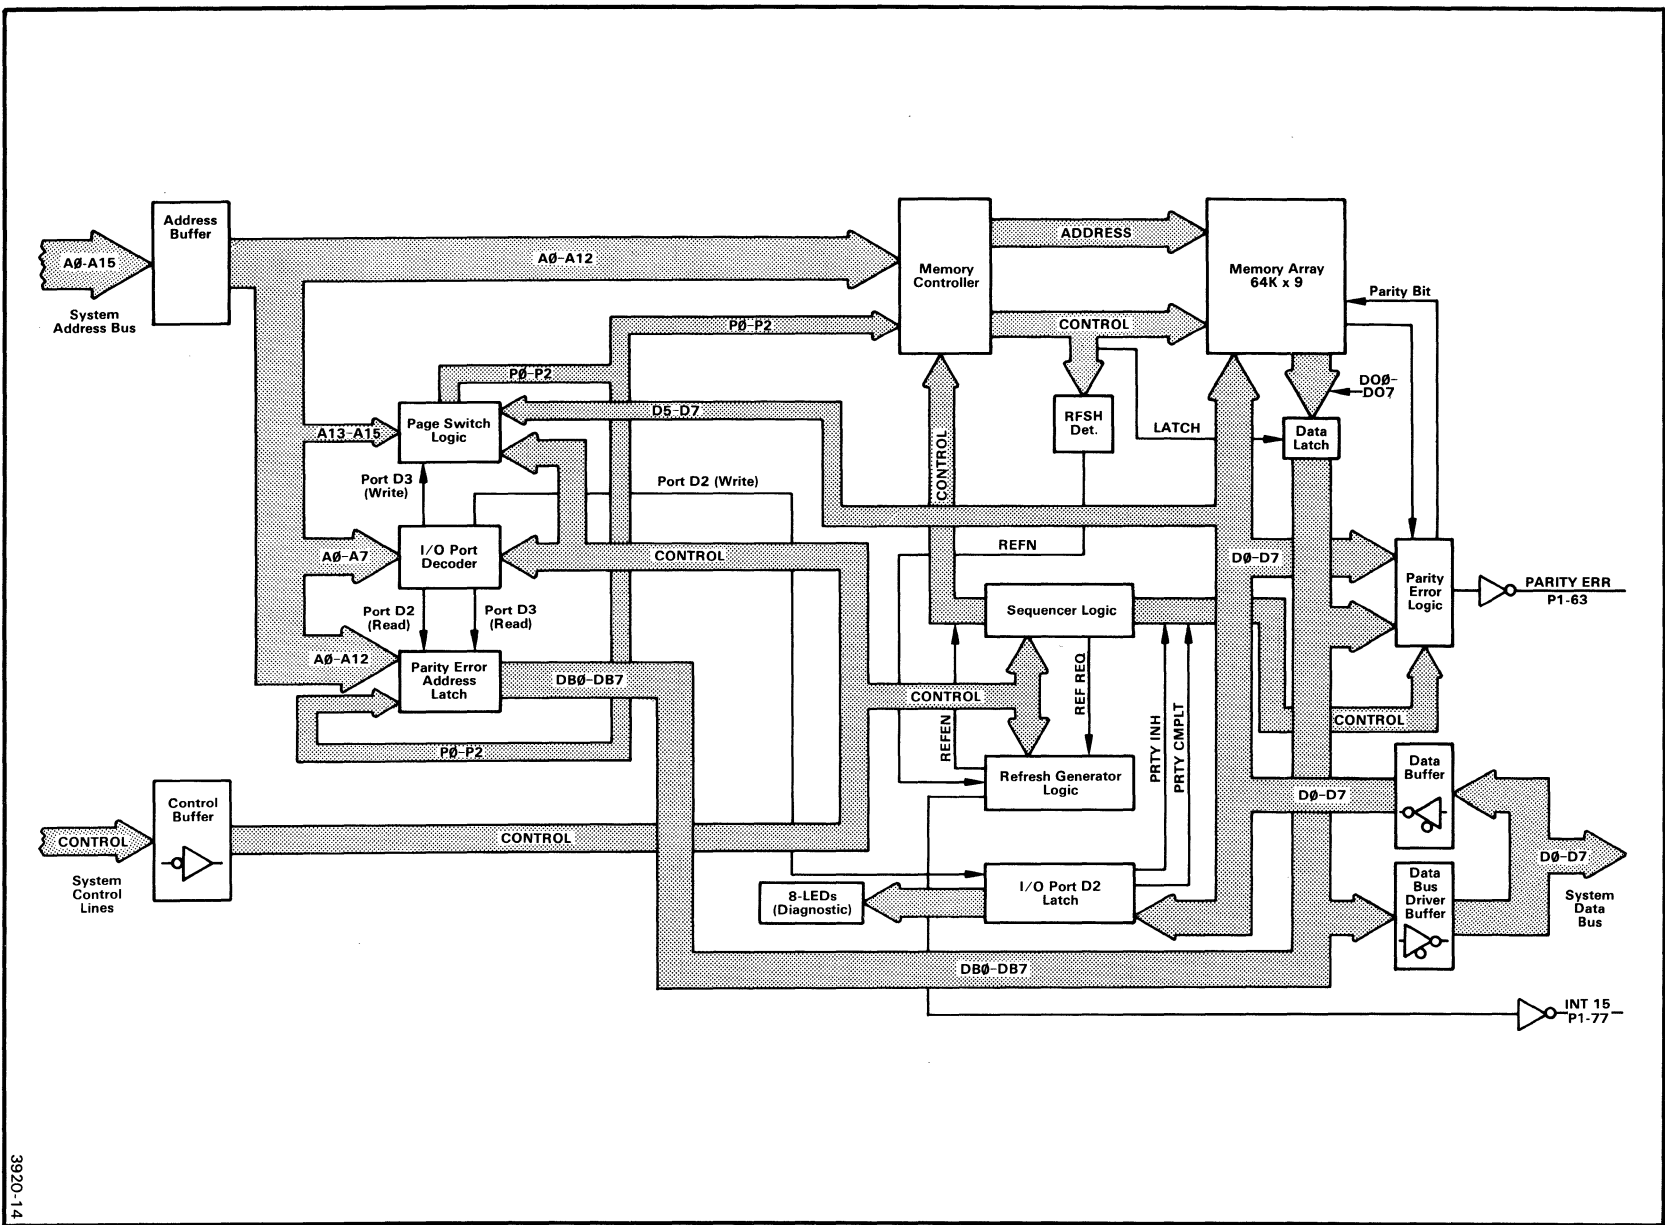 Address
Buffer
AØ-A15
System
Address Bus
AØ-A12
Memory
Controller
ADDRESS
CONTROL
Memory Array
64K x 9
Parity Bit
DOØ-
DO7
PØ-P2
PØ-P2
Page Switch
Logic
A13-A15
D5-D7
RFSH
Det.
LATCH
Data
Latch
CONTROL
Port D3
(Write)
Port D2 (Write)
I/O Port
Decoder
AØ-A7
CONTROL
REFN
DØ-D7
Parity
Error
Logic
PARITY ERR
P1-63
Sequencer Logic
Port D2
(Read)
Port D3
(Read)
AØ-A12
Parity Error
Address
Latch
DBØ-DB7
CONTROL
REF REQ
REFEN
PRTY INH
PRTY CMPLT
CONTROL
PØ-P2
Refresh Generator
Logic
Data
Buffer
DØ-D7
Control
Buffer
CONTROL
CONTROL
System
Control
Lines
8-LEDs
(Diagnostic)
I/O Port D2
Latch
Data
Bus
Driver
Buffer
DØ-D7
System
Data
Bus
DBØ-DB7
INT 15
P1-77
3920-14